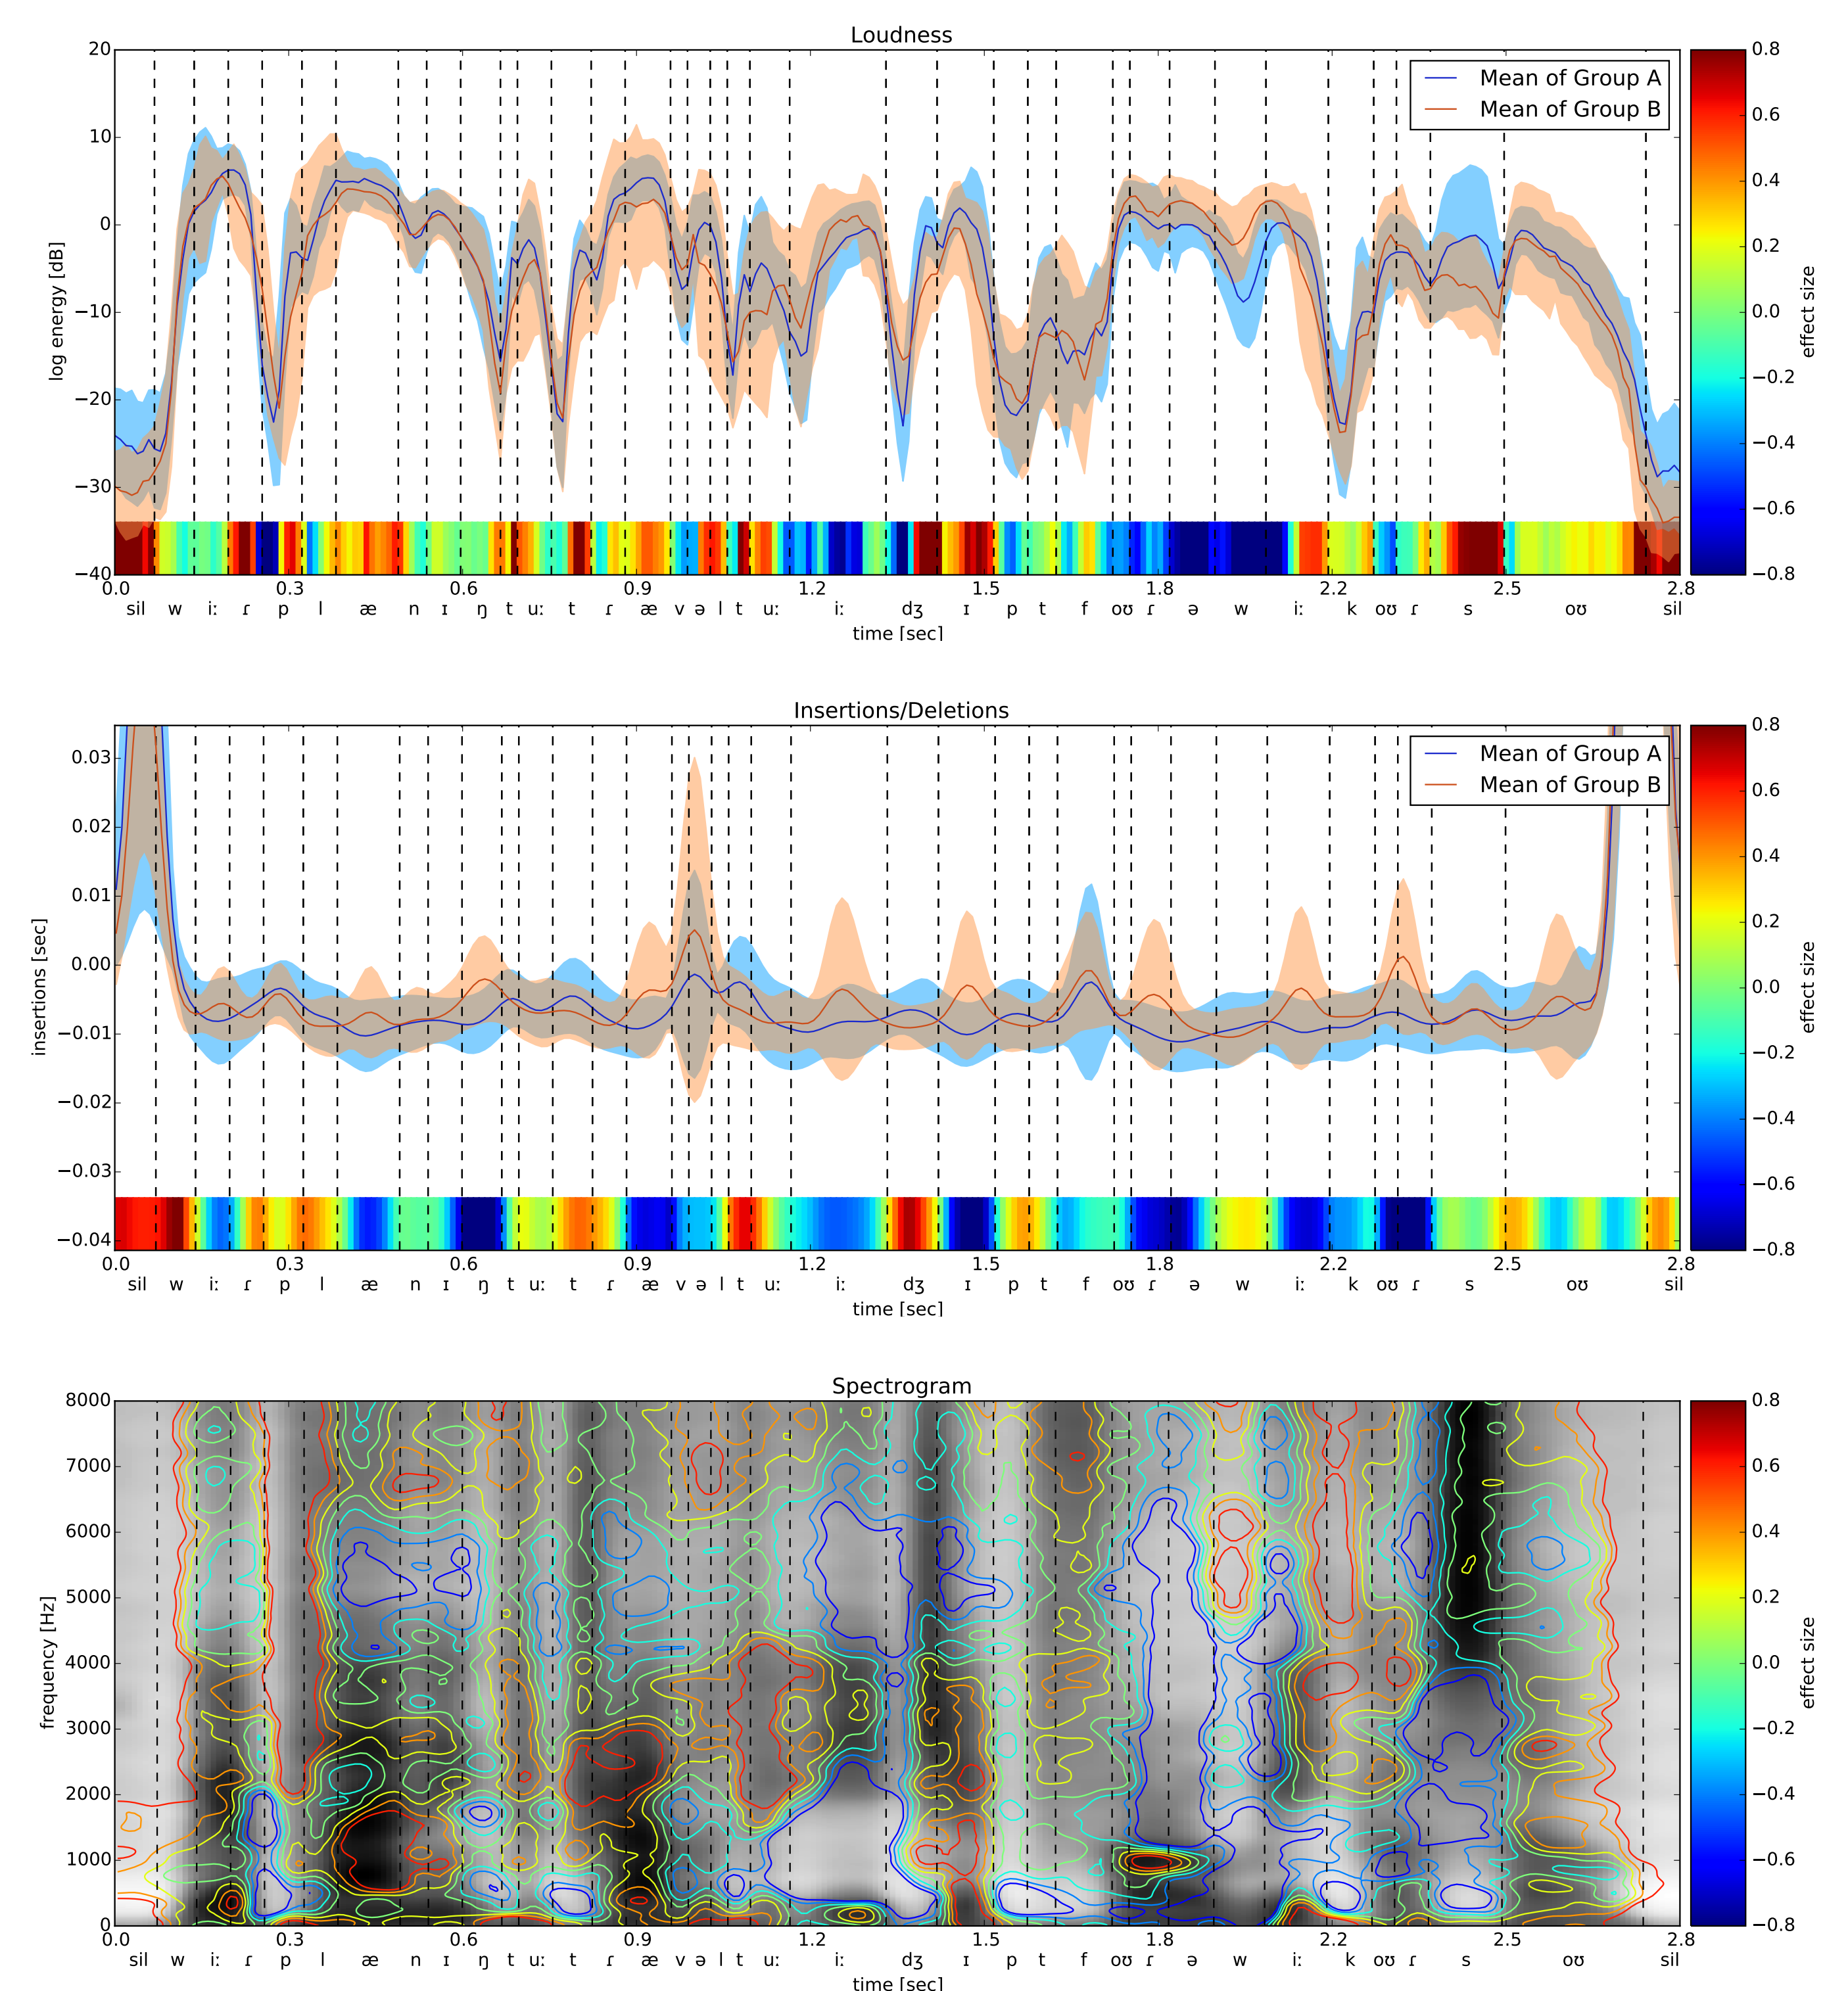 Loudness
20
10
0
−10
−20
−30
−40
log energy [dB]
Mean of Group A
Mean of Group B
0.8
0.6
0.4
0.2
0.0
−0.2
−0.4
−0.6
−0.8
effect size
0.0 0.3 0.6 0.9 1.2 1.5 1.8 2.2 2.5 2.8
sil w iː ɾ p l æ n ɪ ŋ t uː t ɾ æ v ə l t uː iː dʒ ɪ p t f oʊ ɾ ə w iː k oʊ ɾ s oʊ sil
time [sec]
Insertions/Deletions
0.03
0.02
0.01
0.00
−0.01
−0.02
−0.03
−0.04
insertions [sec]
Mean of Group A
Mean of Group B
0.8
0.6
0.4
0.2
0.0
−0.2
−0.4
−0.6
−0.8
effect size
0.0 0.3 0.6 0.9 1.2 1.5 1.8 2.2 2.5 2.8
sil w iː ɾ p l æ n ɪ ŋ t uː t ɾ æ v ə l t uː iː dʒ ɪ p t f oʊ ɾ ə w iː k oʊ ɾ s oʊ sil
time [sec]
Spectrogram
8000
7000
6000
5000
4000
3000
2000
1000
0
frequency [Hz]
0.8
0.6
0.4
0.2
0.0
−0.2
−0.4
−0.6
−0.8
effect size
0.0 0.3 0.6 0.9 1.2 1.5 1.8 2.2 2.5 2.8
sil w iː ɾ p l æ n ɪ ŋ t uː t ɾ æ v ə l t uː iː dʒ ɪ p t f oʊ ɾ ə w iː k oʊ ɾ s oʊ sil
time [sec]